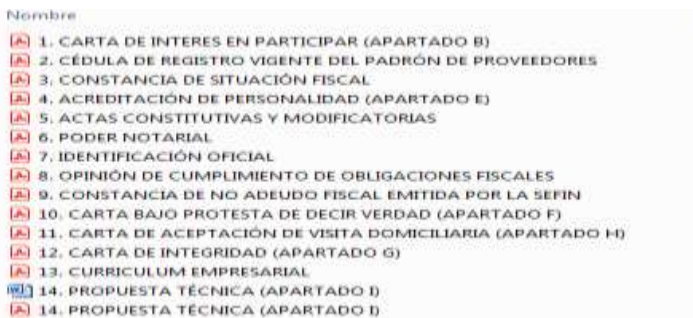 Nombre
1. CARTA DE INTERES EN PARTICIPAR (APARTADO B)
2. CÉDULA DE REGISTRO VIGENTE DEL PADRÓN DE PROVEEDORES
3. CONSTANCIA DE SITUACIÓN FISCAL
4. ACREDITACIÓN DE PERSONALIDAD (APARTADO E)
5. ACTAS CONSTITUTIVAS Y MODIFICATORIAS
6. PODER NOTARIAL
7. IDENTIFICACIÓN OFICIAL
8. OPINIÓN DE CUMPLIMIENTO DE OBLIGACIONES FISCALES
9. CONSTANCIA DE NO ADEUDO FISCAL EMITIDA POR LA SEFIN
10. CARTA BAJO PROTESTA DE DECIR VERDAD (APARTADO F)
11. CARTA DE ACEPTACIÓN DE VISITA DOMICILIARIA (APARTADO H)
12. CARTA DE INTEGRIDAD (APARTADO G)
13. CURRICULUM EMPRESARIAL
14. PROPUESTA TÉCNICA (APARTADO I)
14. PROPUESTA TÉCNICA (APARTADO I)